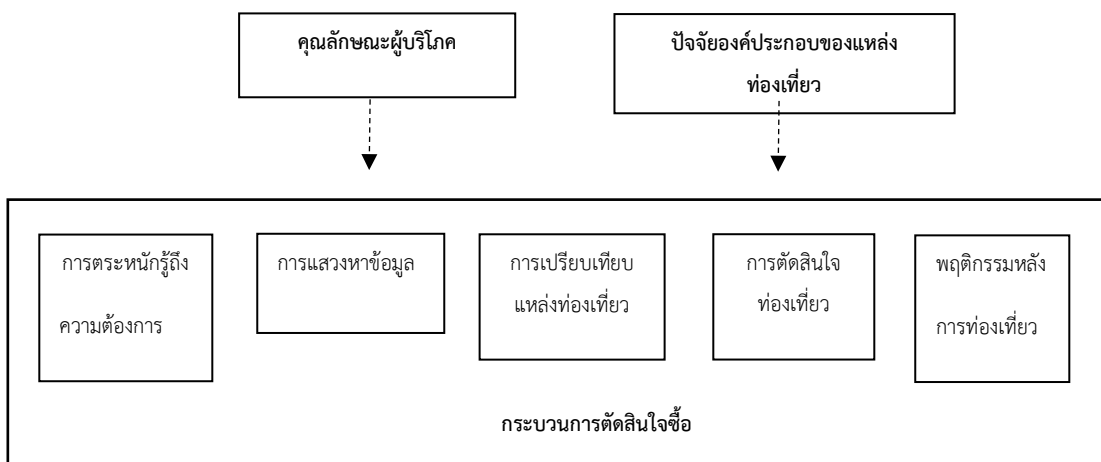 คุณลักษณะผู้บริโภค
ปัจจัยองค์ประกอบของแหล่ง
ท่องเที่ยว
การตระหนักรู้ถึง
ความต้องการ
การแสวงหาข้อมูล
การเปรียบเทียบ
แหล่งท่องเที่ยว
การตัดสินใจ
ท่องเที่ยว
พฤติกรรมหลัง
การท่องเที่ยว
กระบวนการตัดสินใจซื้อ